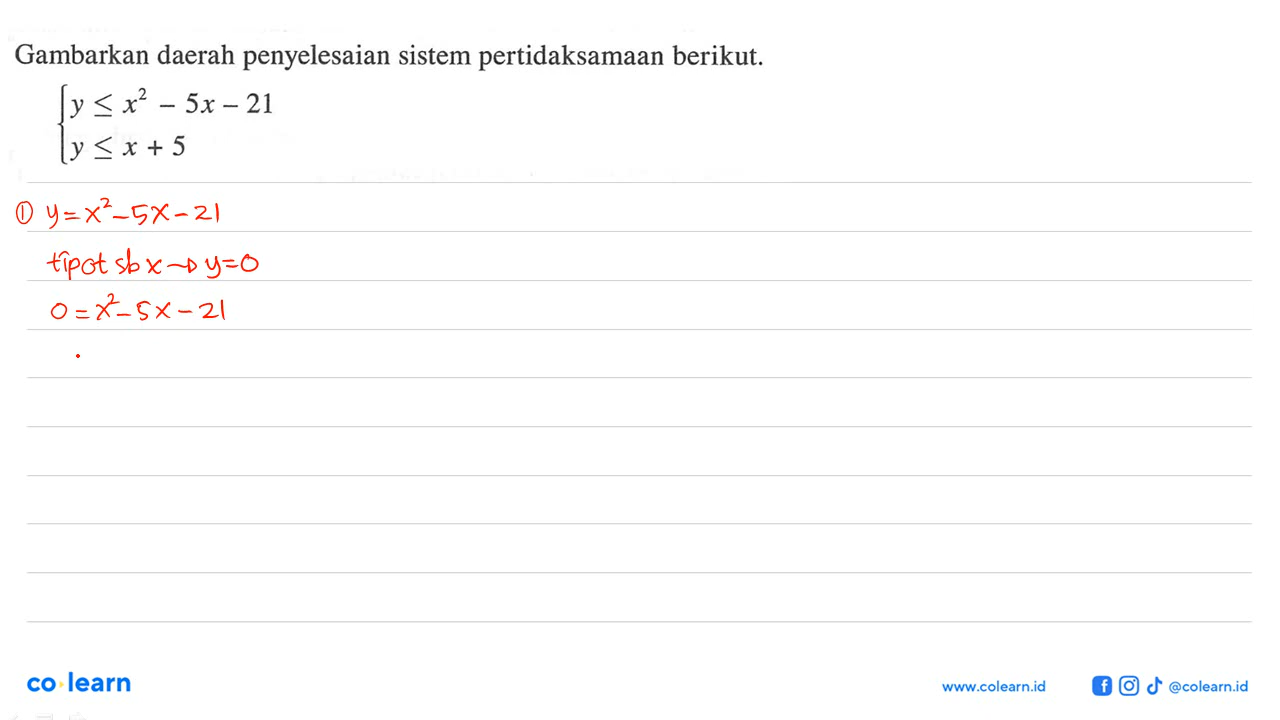 Gambarkan daerah penyelesaian sistem pertidaksamaan berikut.
y ≤ x² – 5x – 21
y ≤ x + 5
① y = x² – 5x – 21
tipot sb x → y = 0
0 = x² – 5x – 21
co learn
www.colearn.id
@colearn.id